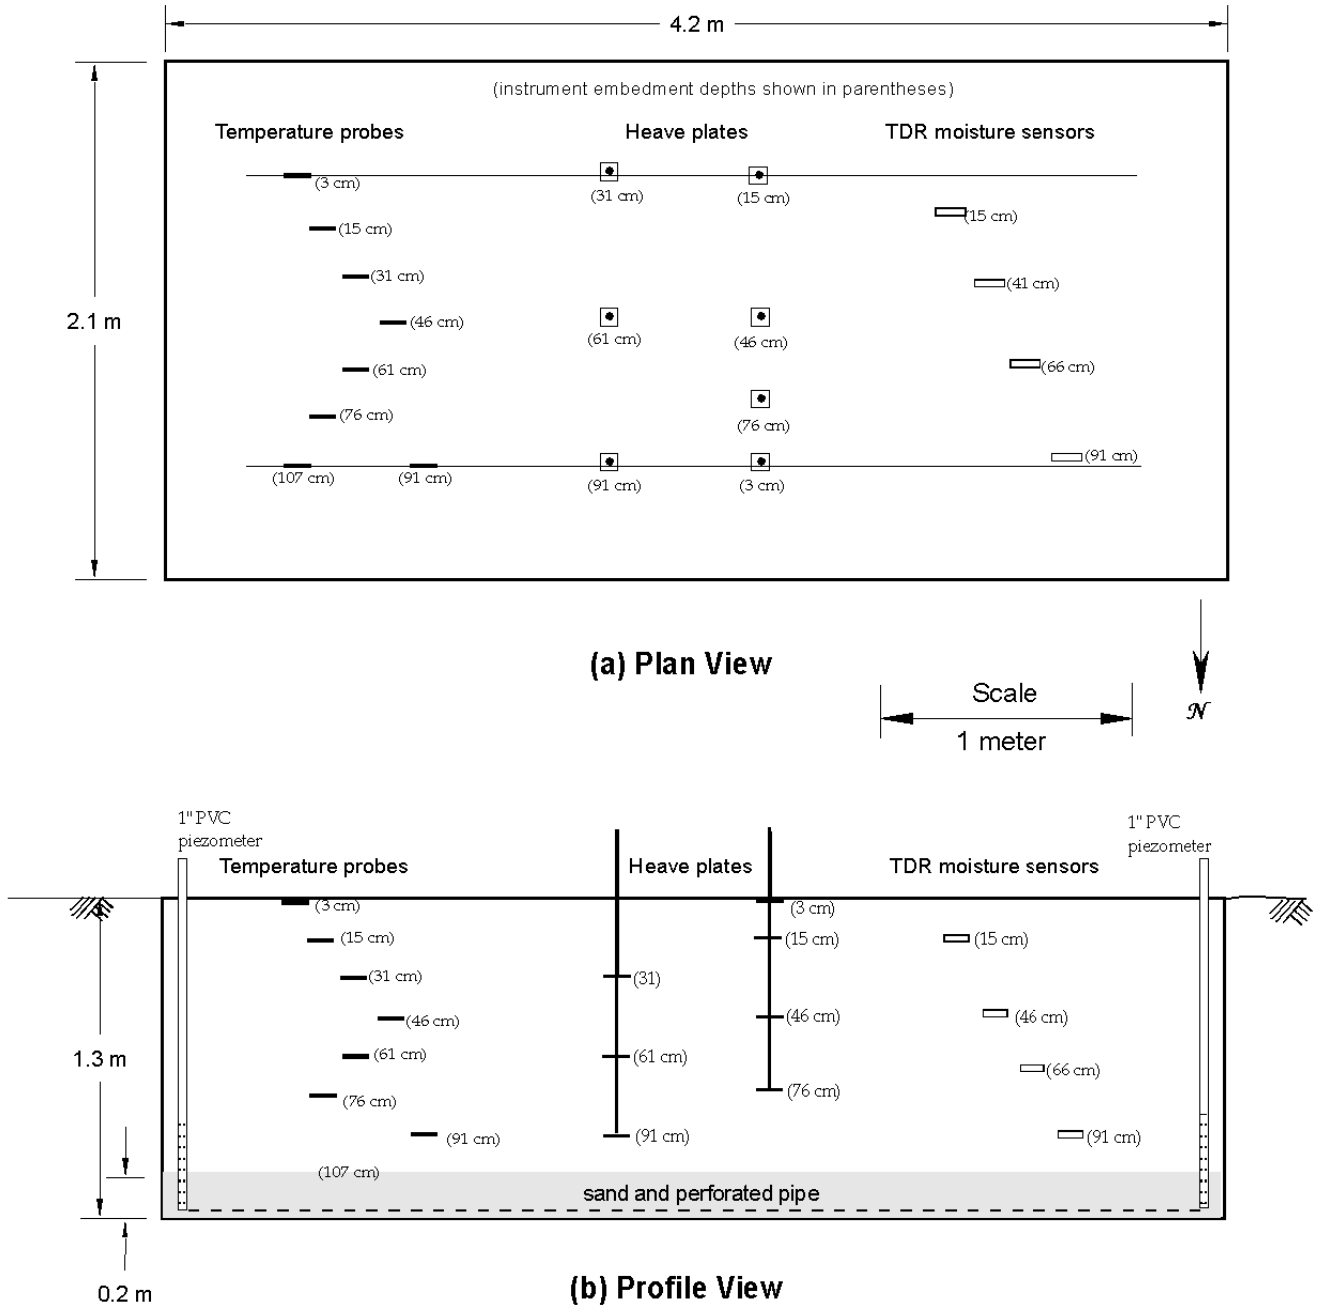 4.2 m
(instrument embedment depths shown in parentheses)
Temperature probes Heave plates TDR moisture sensors
(3 cm) (31 cm) (15 cm)
(15 cm) (15 cm)
(31 cm) (41 cm)
2.1 m (46 cm) (61 cm) (46 cm)
(61 cm) (66 cm)
(76 cm) (76 cm)
(91 cm)
(107 cm) (91 cm) (91 cm) (3 cm)
(a) Plan View
Scale
1 meter
N
1" PVC
piezometer
1" PVC
piezometer
Temperature probes Heave plates TDR moisture sensors
(3 cm) (3 cm)
(15 cm) (15 cm) (15 cm)
(31 cm) (31)
(46 cm) (46 cm) (46 cm)
1.3 m (61 cm) (61 cm) (66 cm)
(76 cm) (76 cm)
(91 cm) (91 cm) (91 cm)
(107 cm)
sand and perforated pipe
0.2 m
(b) Profile View